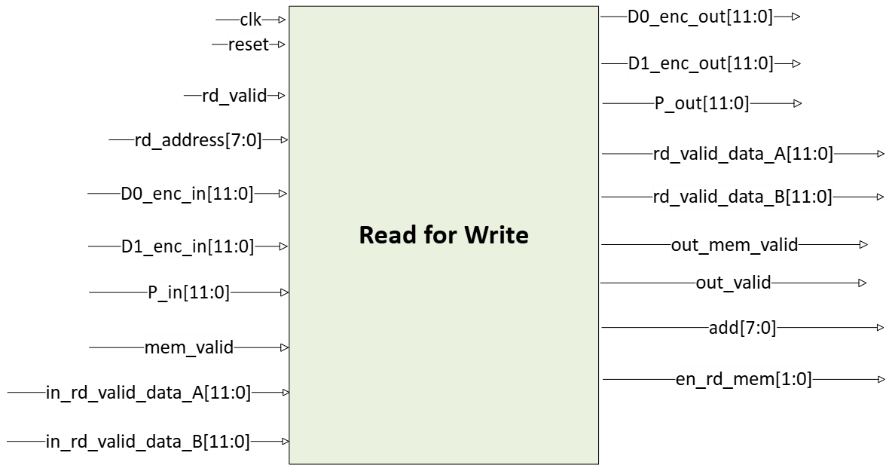 clk
reset
rd_valid
rd_address[7:0]
D0_enc_in[11:0]
D1_enc_in[11:0]
P_in[11:0]
mem_valid
in_rd_valid_data_A[11:0]
in_rd_valid_data_B[11:0]
Read for Write
D0_enc_out[11:0]
D1_enc_out[11:0]
P_out[11:0]
rd_valid_data_A[11:0]
rd_valid_data_B[11:0]
out_mem_valid
out_valid
add[7:0]
en_rd_mem[1:0]